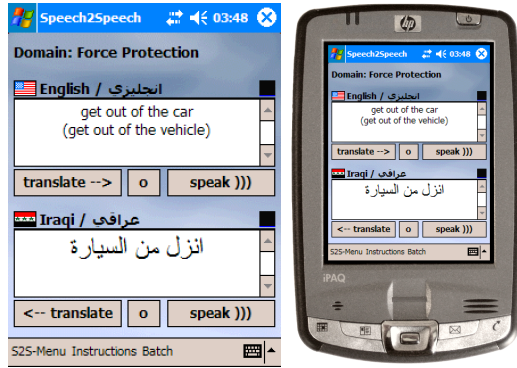 Speech2Speech 03:48
Domain: Force Protection
English / انجليزي
get out of the car
(get out of the vehicle)
translate -->
o
speak )))
Iraqi / عراقي
انزل من السيارة
<-- translate
o
speak )))
S2S-Menu Instructions Batch
hp
Speech2Speech 03:48
Domain: Force Protection
English / انجليزي
get out of the car
(get out of the vehicle)
translate -->
o
speak )))
Iraqi / عراقي
انزل من السيارة
<-- translate
o
speak )))
S2S Menu Instructions Batch
iPAQ